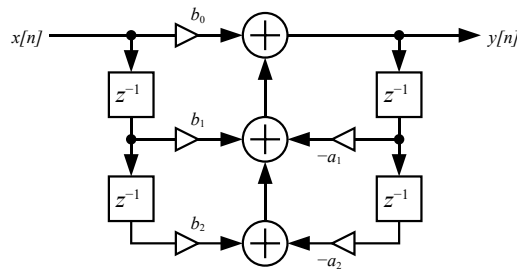 b₀
x[n] y[n]
z⁻¹ z⁻¹
b₁
−a₁
z⁻¹ z⁻¹
b₂
−a₂